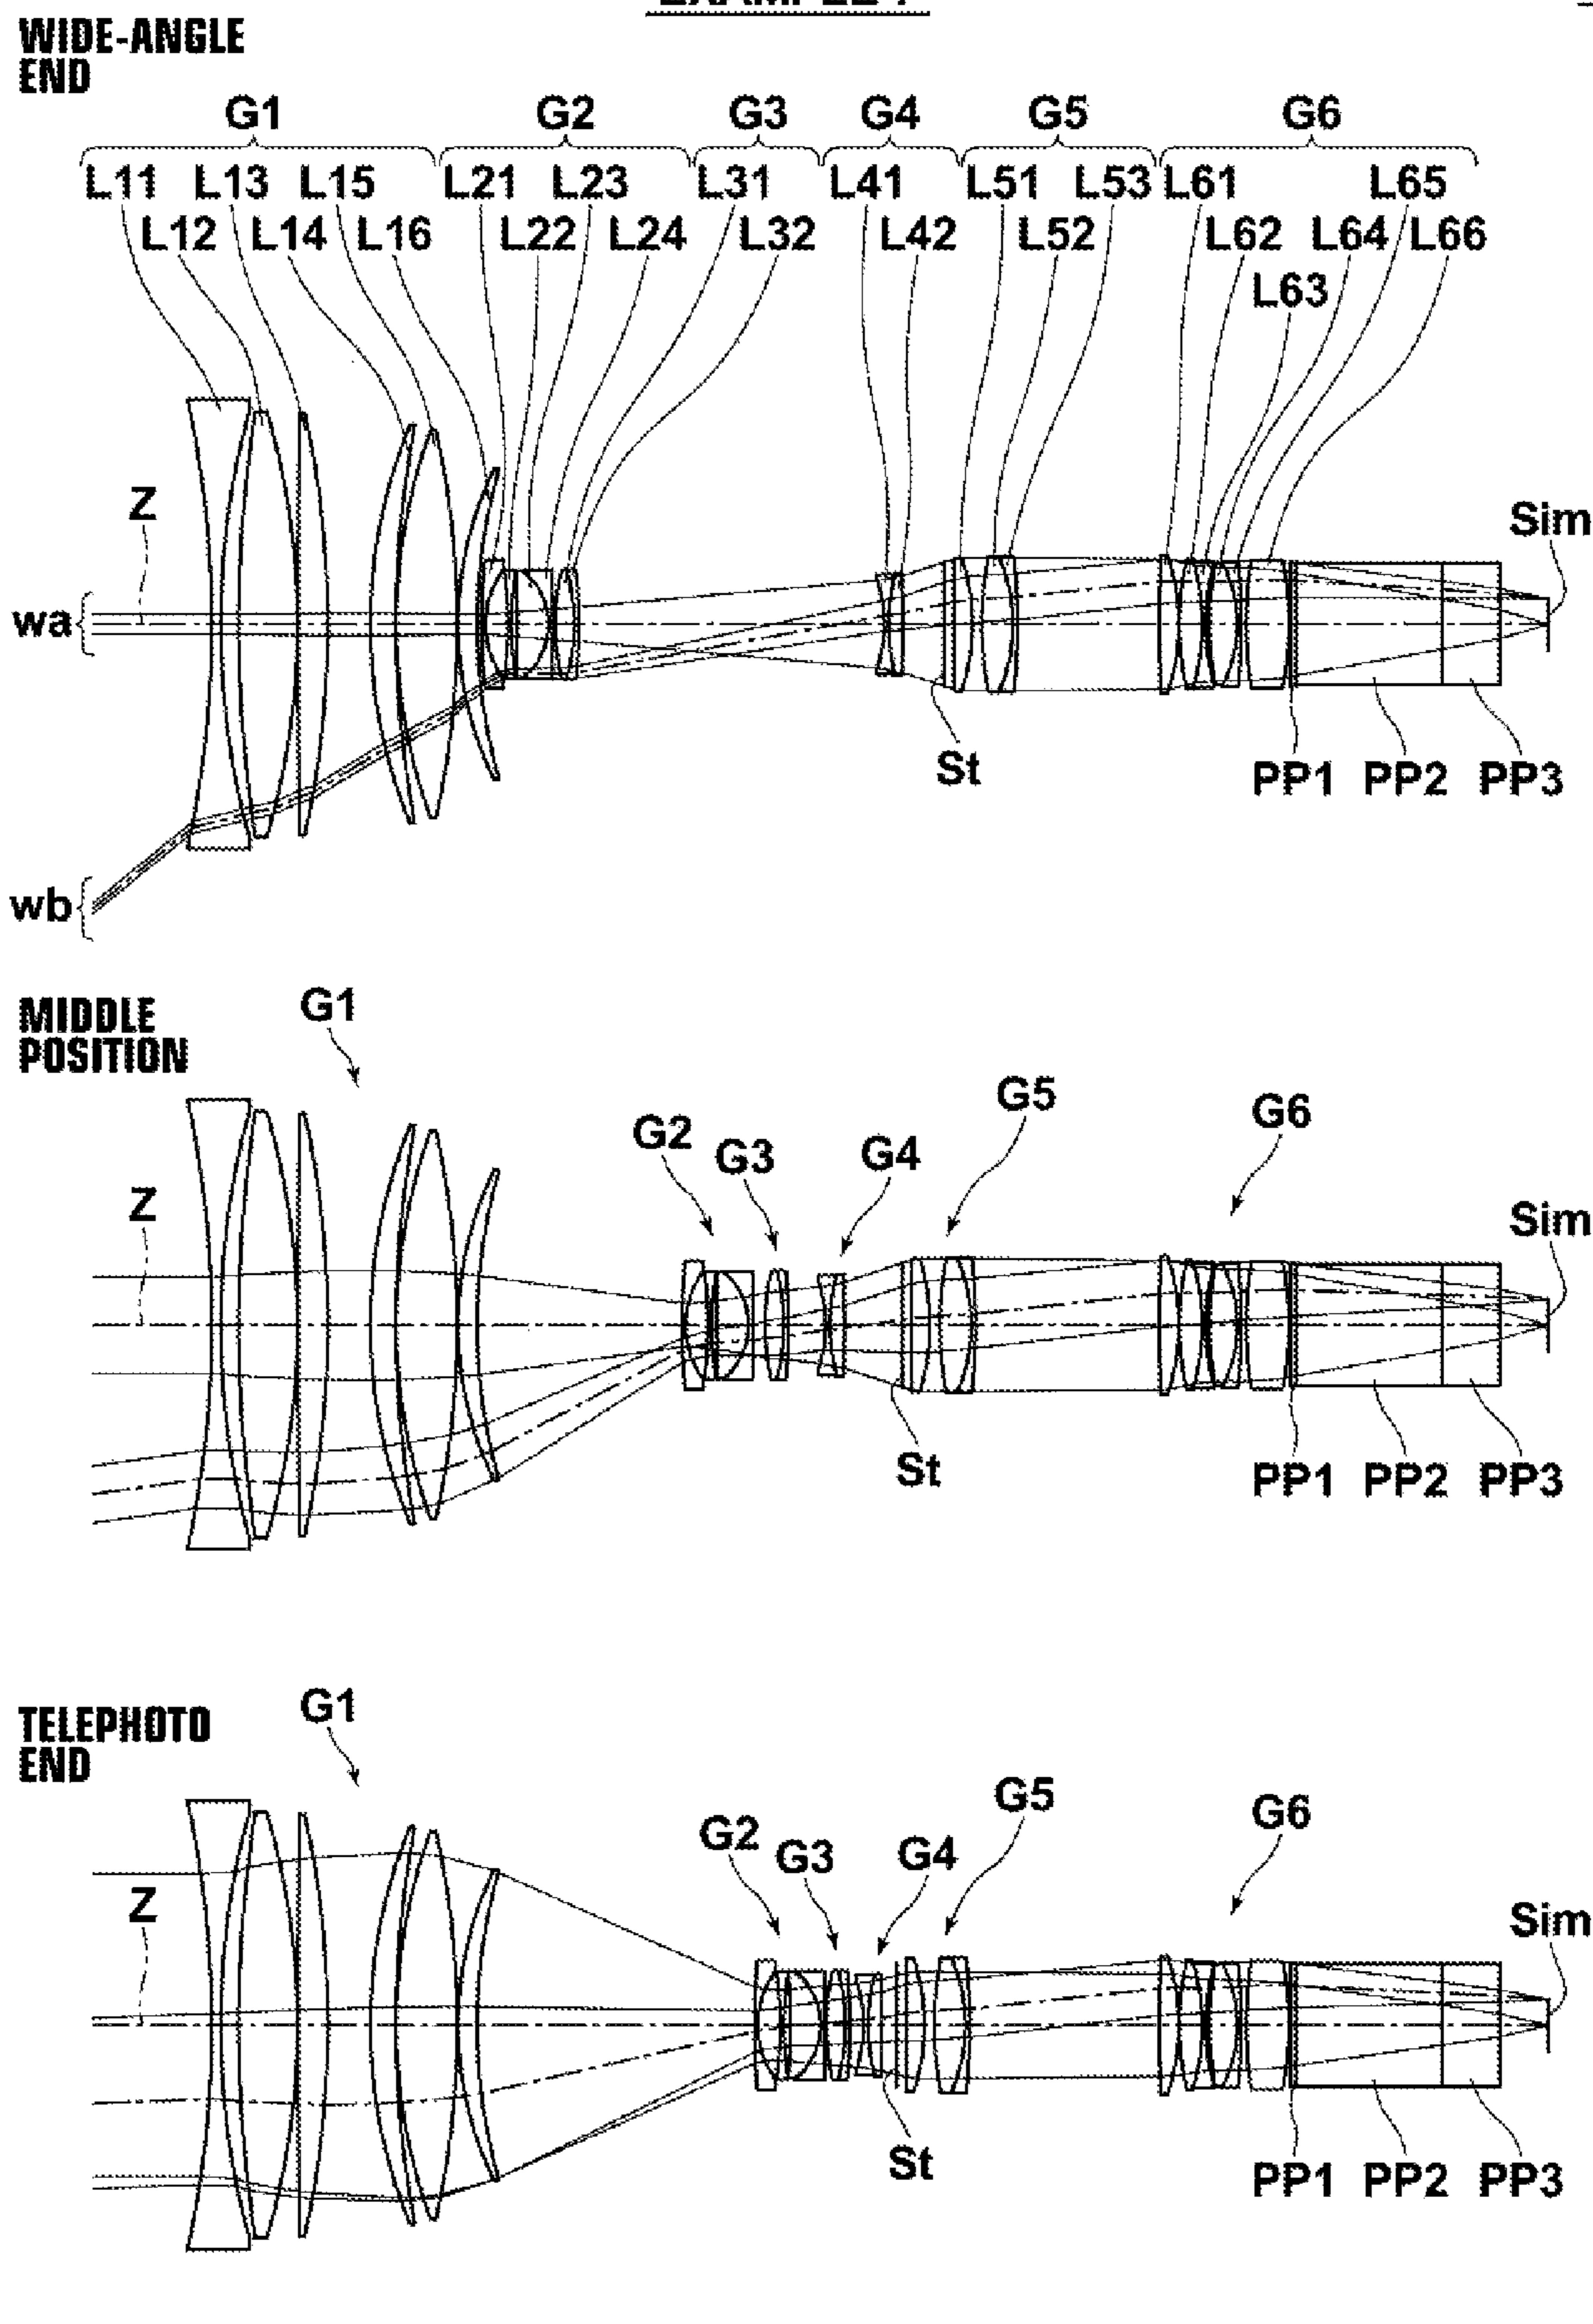 WIDE-ANGLE
END
G1 G2 G3 G4 G5 G6
L11 L13 L15 L21 L23 L31 L41 L51 L53 L61 L65
L12 L14 L16 L22 L24 L32 L42 L52 L62 L64 L66
L63
Z
Sim
wa
St
PP1 PP2 PP3
wb
MIDDLE
POSITION
G1
G5
G6
G2
G3
G4
Z
Sim
St
PP1 PP2 PP3
TELEPHOTO
END
G1
G5
G6
G2
G3
G4
Z
Sim
St
PP1 PP2 PP3